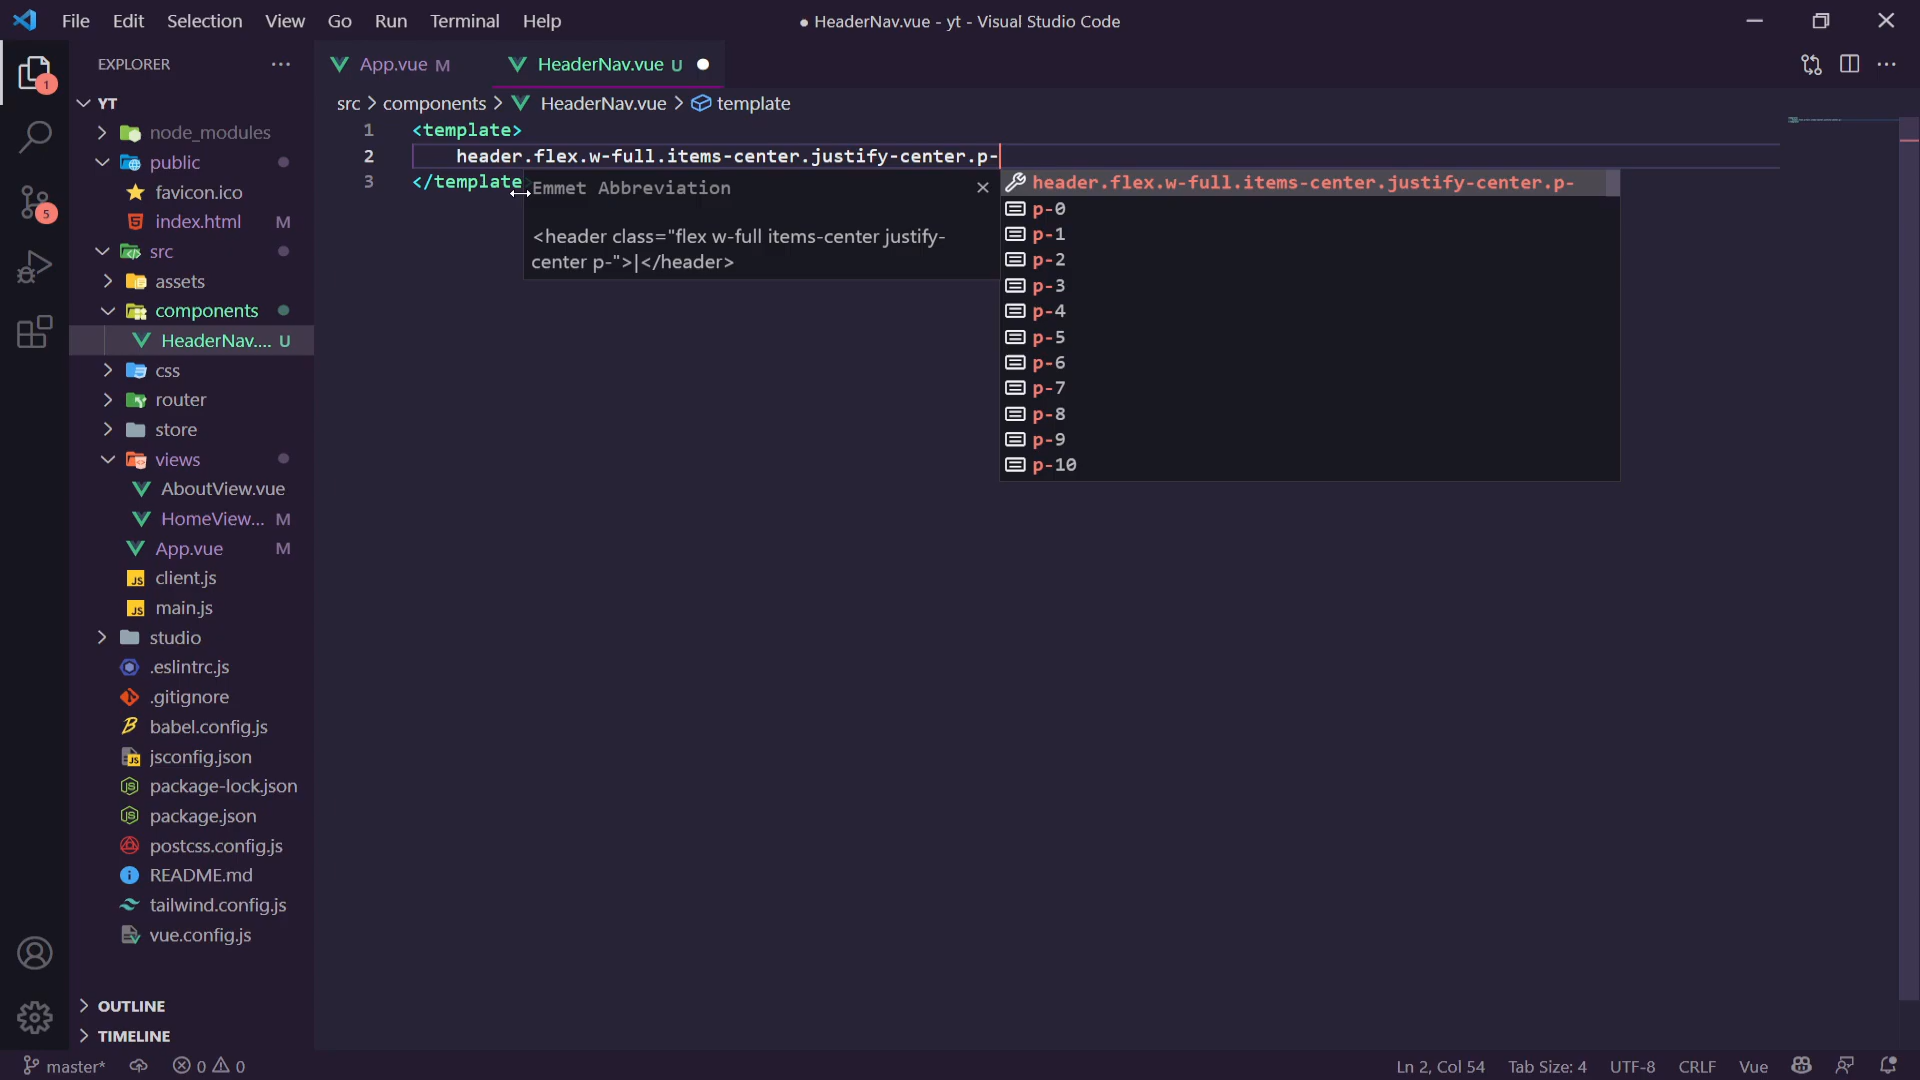 File Edit Selection View Go Run Terminal Help
● HeaderNav.vue - yt - Visual Studio Code
EXPLORER ···
App.vue M
HeaderNav.vue U
src > components > HeaderNav.vue > template
1 <template>
2 header.flex.w-full.items-center.justify-center.p-
3 </template
Emmet Abbreviation
<header class="flex w-full items-center justify-
center p-">|</header>
header.flex.w-full.items-center.justify-center.p-
p-0
p-1
p-2
p-3
p-4
p-5
p-6
p-7
p-8
p-9
p-10
1
5
YT
node_modules
public
favicon.ico
index.html M
src
assets
components
HeaderNav.... U
css
router
store
views
AboutView.vue
HomeView... M
App.vue M
JS client.js
JS main.js
studio
.eslintrc.js
.gitignore
babel.config.js
jsconfig.json
package-lock.json
package.json
postcss.config.js
README.md
tailwind.config.js
vue.config.js
OUTLINE
TIMELINE
master* 0 0
Ln 2, Col 54 Tab Size: 4 UTF-8 CRLF Vue